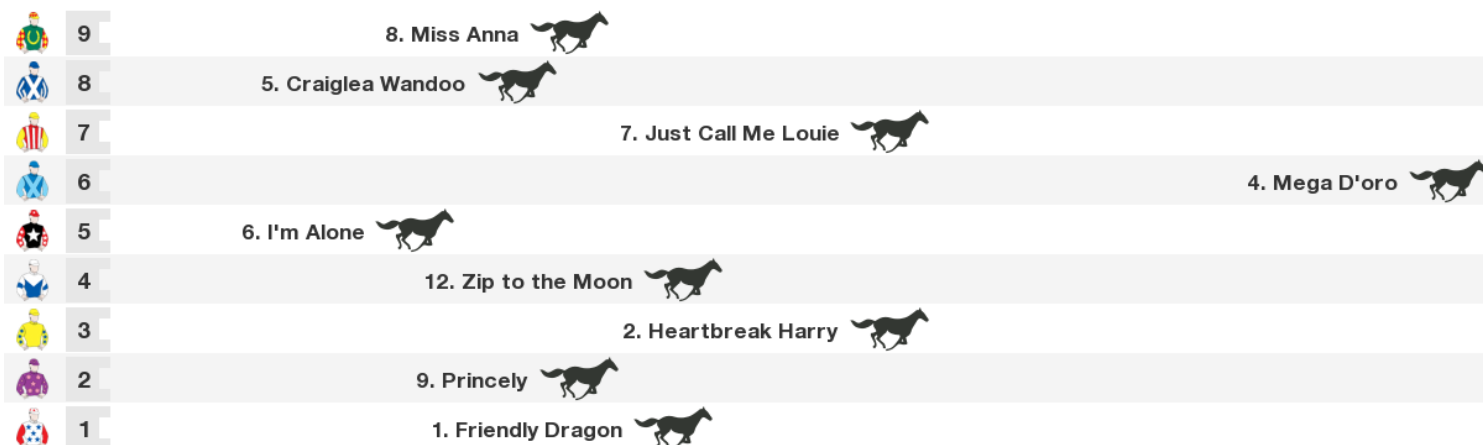 9 8. Miss Anna
8 5. Craiglea Wandoo
7 7. Just Call Me Louie
6 4. Mega D'oro
5 6. I'm Alone
4 12. Zip to the Moon
3 2. Heartbreak Harry
2 9. Princely
1 1. Friendly Dragon